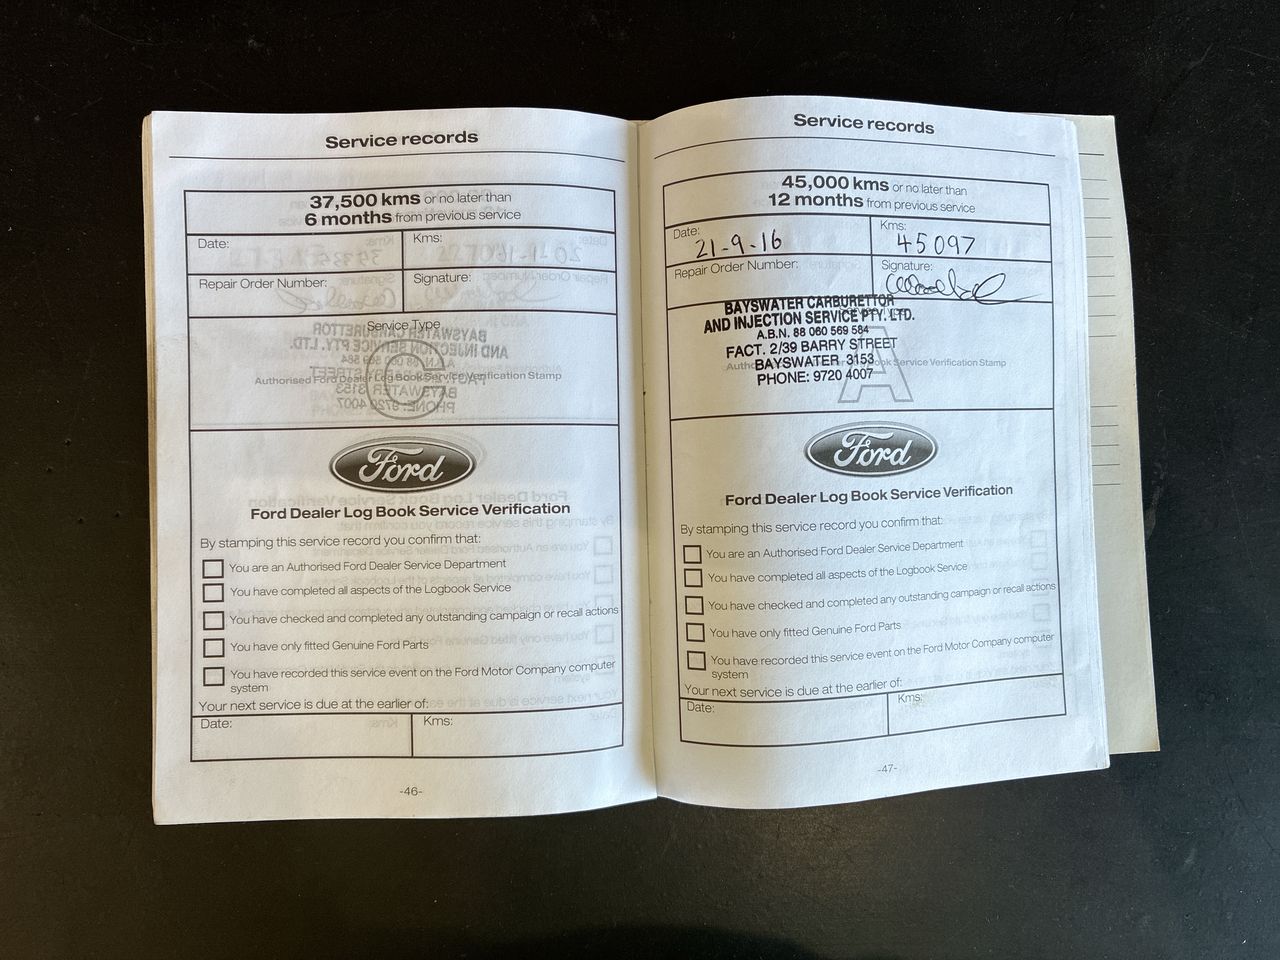 Service records
37,500 kms or no later than
6 months from previous service
Date:
Kms:
Repair Order Number:
Signature:
Service Type
C
Authorised Ford Dealer Log Book Service Verification Stamp
Ford
Ford Dealer Log Book Service Verification
By stamping this service record you confirm that:
You are an Authorised Ford Dealer Service Department
You have completed all aspects of the Logbook Service
You have checked and completed any outstanding campaign or recall actions
You have only fitted Genuine Ford Parts
You have recorded this service event on the Ford Motor Company computer
system
Your next service is due at the earlier of:
Date:
Kms:
-46-
Service records
45,000 kms or no later than
12 months from previous service
Date: 21-9-16
Kms: 45097
Repair Order Number:
Signature:
BAYSWATER CARBURETTOR
AND INJECTION SERVICE PTY. LTD.
A.B.N. 88 060 569 584
FACT. 2/39 BARRY STREET
BAYSWATER 3153
PHONE: 9720 4007
A
Service Verification Stamp
Ford
Ford Dealer Log Book Service Verification
By stamping this service record you confirm that:
You are an Authorised Ford Dealer Service Department
You have completed all aspects of the Logbook Service
You have checked and completed any outstanding campaign or recall actions
You have only fitted Genuine Ford Parts
You have recorded this service event on the Ford Motor Company computer
system
Your next service is due at the earlier of:
Date:
Kms:
-47-